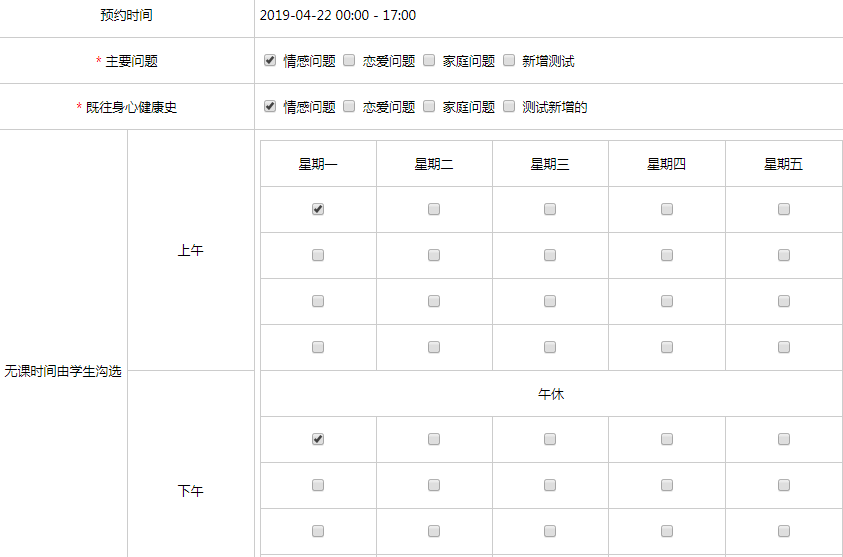 预约时间 2019-04-22 00:00 - 17:00
* 主要问题 情感问题 恋爱问题 家庭问题 新增测试
* 既往身心健康史 情感问题 恋爱问题 家庭问题 测试新增的
星期一 星期二 星期三 星期四 星期五
上午
无课时间由学生沟选
午休
下午